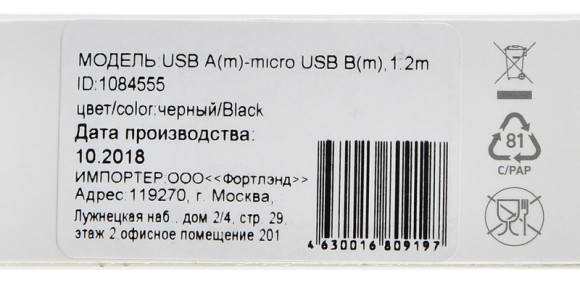 МОДЕЛЬ:USB A(m)-micro USB B(m),1.2m
ID:1084555
цвет/color:черный/Black
Дата производства:
10.2018
ИМПОРТЕР:ООО<<Фортлэнд>>
Адрес:119270, г. Москва,
Лужнецкая наб . дом 2/4, стр. 29,
этаж 2,офисное помещение 201
4 630016 809197
81
C/PAP